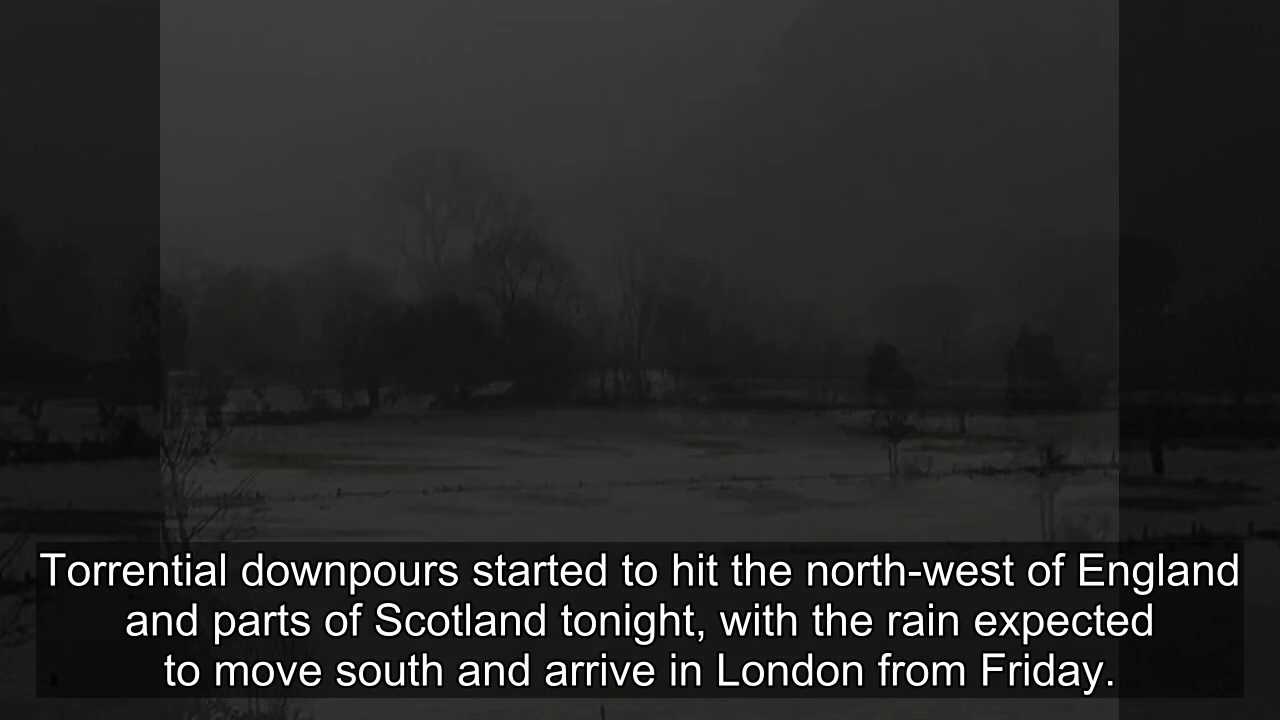 Torrential downpours started to hit the north-west of England
and parts of Scotland tonight, with the rain expected
to move south and arrive in London from Friday.